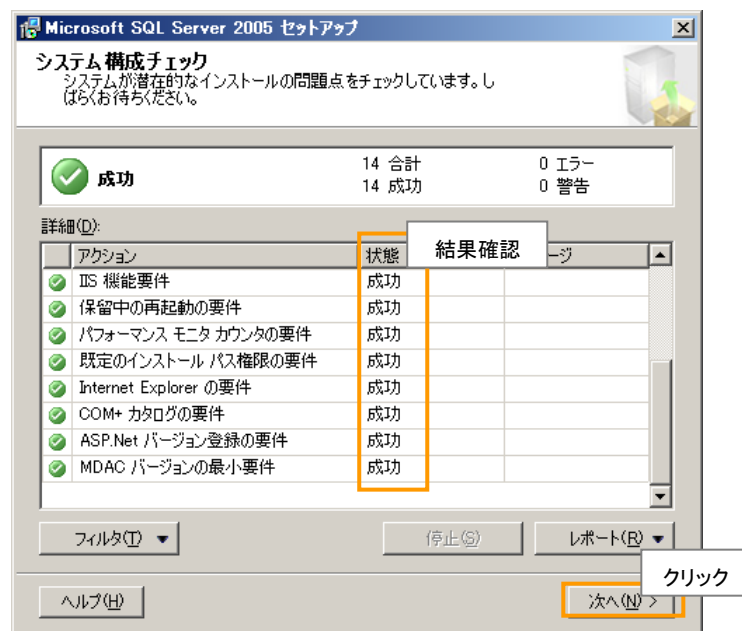 Microsoft SQL Server 2005 セットアップ
システム構成チェック
システムが潜在的なインストールの問題点をチェックしています。し
ばらくお待ちください。
成功
14 合計
0 エラー
14 成功
0 警告
詳細(D):
アクション
状態
結果確認
ージ
IIS 機能要件
成功
保留中の再起動の要件
成功
パフォーマンス モニタ カウンタの要件
成功
既定のインストール パス権限の要件
成功
Internet Explorer の要件
成功
COM+ カタログの要件
成功
ASP.Net バージョン登録の要件
成功
MDAC バージョンの最小要件
成功
フィルタ(T)
停止(S)
レポート(R)
クリック
ヘルプ(H)
次へ(N) >